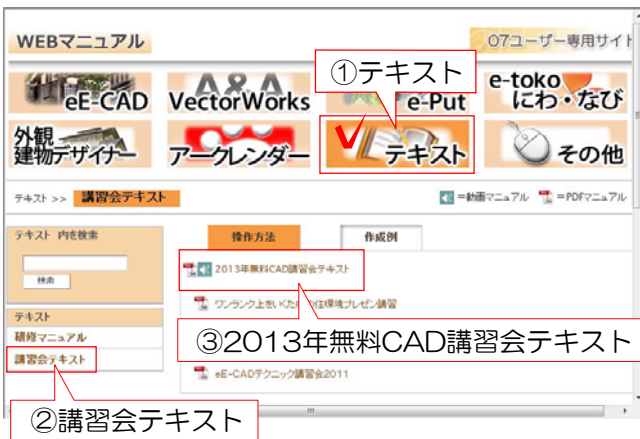 WEBマニュアル
O7ユーザー専用サイト
①テキスト
eE-CAD
A&A
VectorWorks
e-Put
e-toko
にわ・なび
外観
建物デザイナー
アークレンダー
テキスト
その他
テキスト >> 講習会テキスト
=動画マニュアル
=PDFマニュアル
テキスト 内を検索
検索
テキスト
研修マニュアル
講習会テキスト
操作方法
作成例
2013年無料CAD講習会テキスト
ワンランク上をいくための住環境プレゼン講習
③2013年無料CAD講習会テキスト
eE-CADテクニック講習会2011
②講習会テキスト